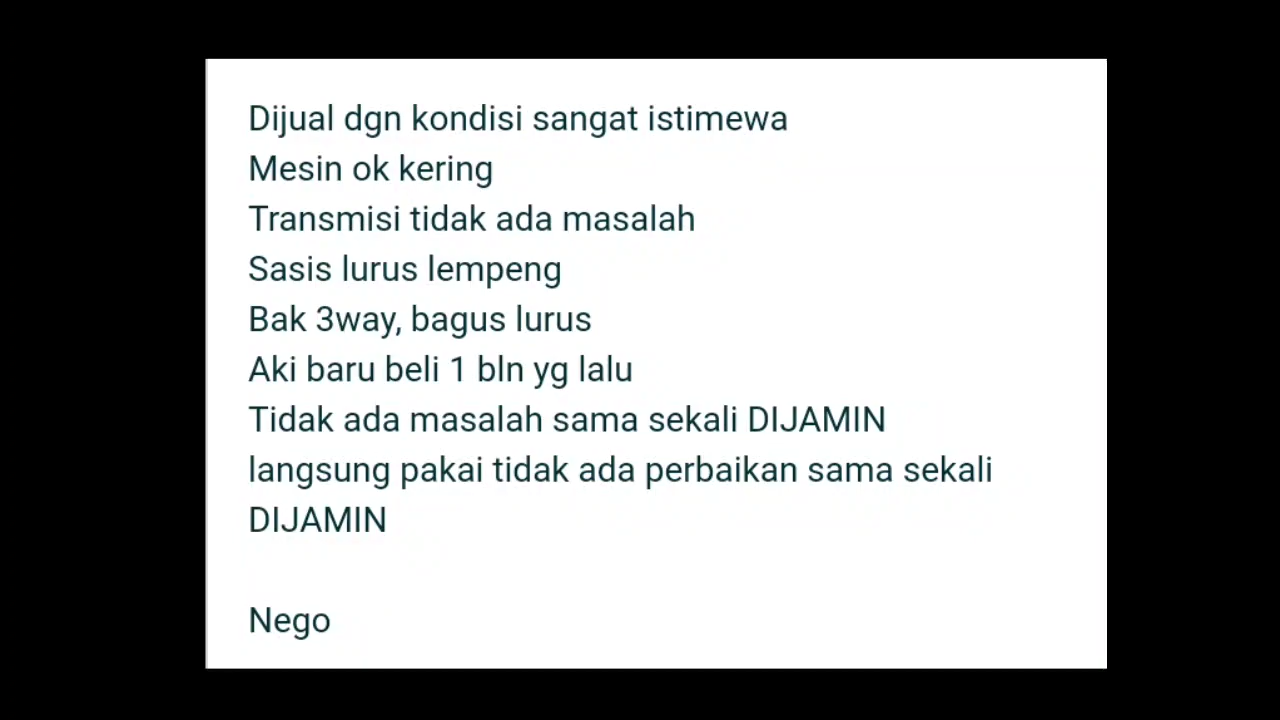 Dijual dgn kondisi sangat istimewa
Mesin ok kering
Transmisi tidak ada masalah
Sasis lurus lempeng
Bak 3way, bagus lurus
Aki baru beli 1 bln yg lalu
Tidak ada masalah sama sekali DIJAMIN
langsung pakai tidak ada perbaikan sama sekali
DIJAMIN
Nego